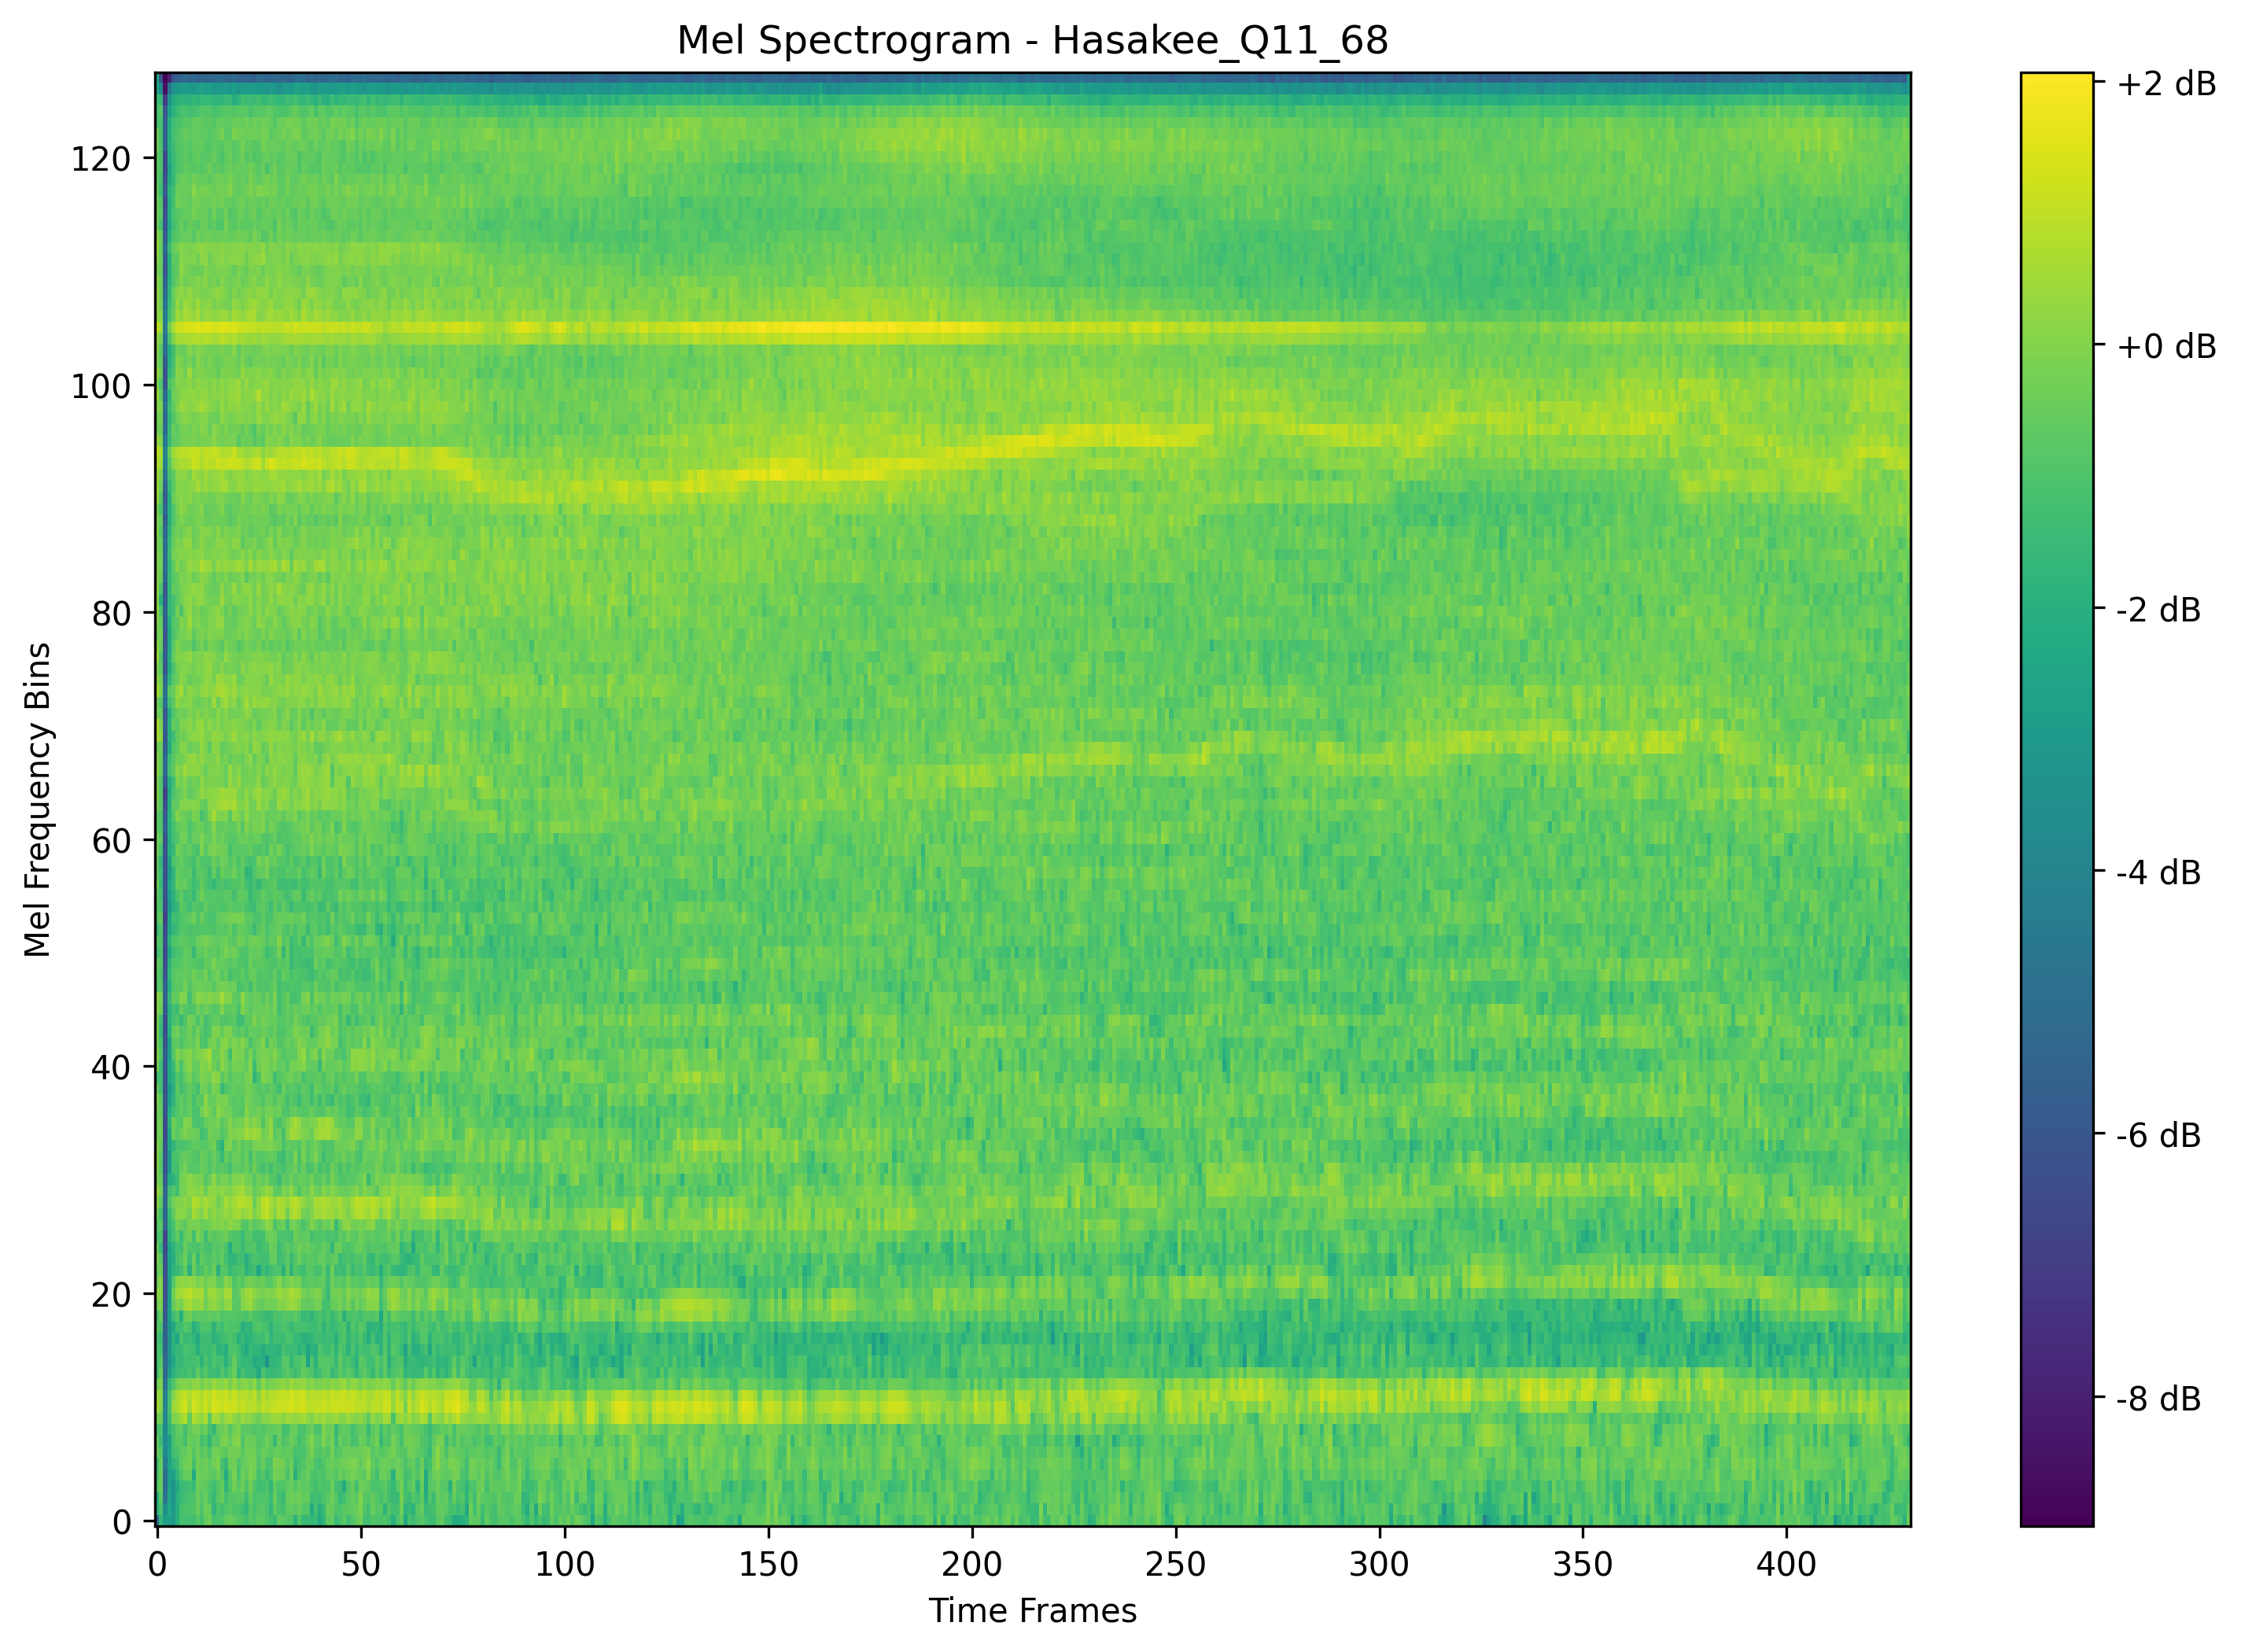 Mel Spectrogram - Hasakee_Q11_68
Mel Frequency Bins
120
100
80
60
40
20
0
0 50 100 150 200 250 300 350 400
Time Frames
+2 dB
+0 dB
-2 dB
-4 dB
-6 dB
-8 dB